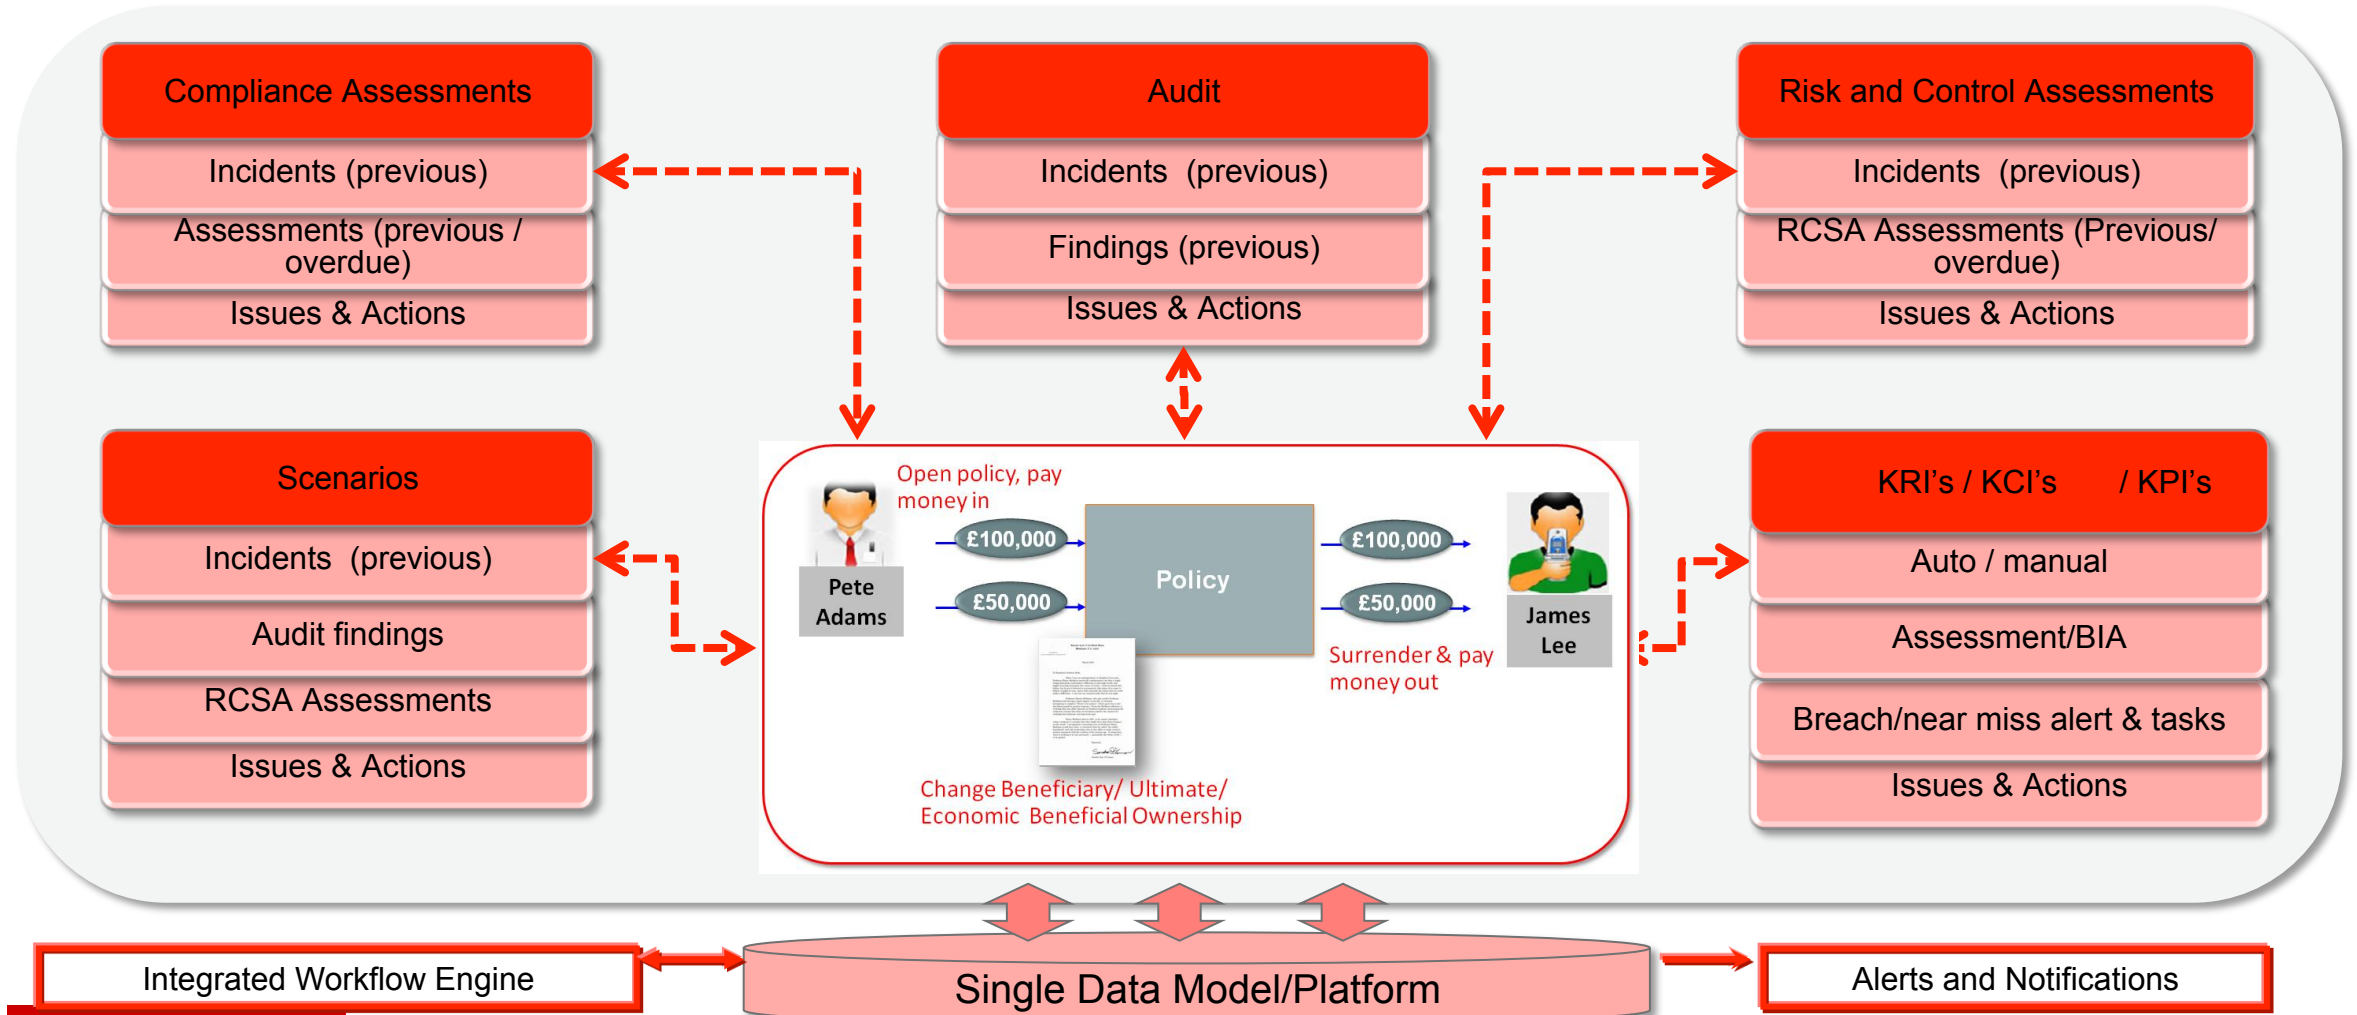 Compliance Assessments
Incidents (previous)
Assessments (previous /
overdue)
Issues & Actions
Audit
Incidents (previous)
Findings (previous)
Issues & Actions
Risk and Control Assessments
Incidents (previous)
RCSA Assessments (Previous/
overdue)
Issues & Actions
Scenarios
Incidents (previous)
Audit findings
RCSA Assessments
Issues & Actions
Open policy, pay
money in
Pete
Adams
£100,000
£50,000
Policy
£100,000
£50,000
James
Lee
Surrender & pay
money out
Change Beneficiary/ Ultimate/
Economic Beneficial Ownership
KRI’s / KCI’s / KPI’s
Auto / manual
Assessment/BIA
Breach/near miss alert & tasks
Issues & Actions
Integrated Workflow Engine
Single Data Model/Platform
Alerts and Notifications